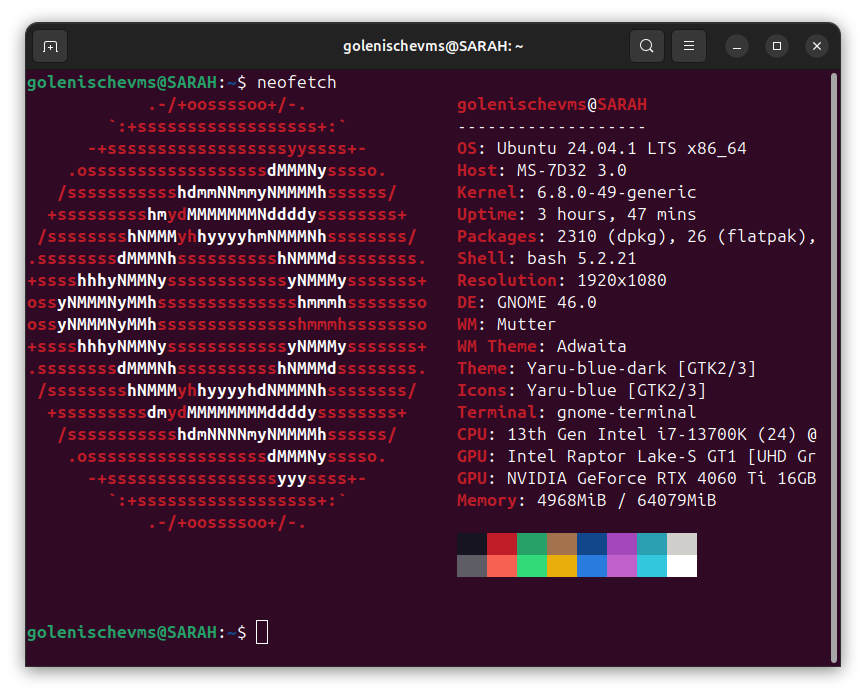 golenischevms@SARAH: ~
golenischevms@SARAH:~$ neofetch
.-/+oossssoo+/-.
`:+ssssssssssssssssss+:`
-+ssssssssssssssssssyyssss+-
.ossssssssssssssssssdMMMNysssso.
/ssssssssssshdmmNNmmyNMMMMhssssss/
+ssssssssshmydMMMMMMMNddddyssssssss+
/sssssssshNMMMyhhyyyyhmNMMMNhssssssss/
.ssssssssdMMMNhsssssssssshNMMMdssssssss.
+sssshhhyNMMNyssssssssssssyNMMMysssssss+
ossyNMMMNyMMhsssssssssssssshmmmhssssssso
ossyNMMMNyMMhsssssssssssssshmmmhssssssso
+sssshhhyNMMNyssssssssssssyNMMMysssssss+
.ssssssssdMMMNhsssssssssshNMMMdssssssss.
/sssssssshNMMMyhhyyyyhdNMMMNhssssssss/
+sssssssssdmydMMMMMMMMddddyssssssss+
/ssssssssssshdmNNNNmyNMMMMhssssss/
.ossssssssssssssssssdMMMNysssso.
-+sssssssssssssssssyyyssss+-
`:+ssssssssssssssssss+:`
.-/+oossssoo+/-.
golenischevms@SARAH
-------------------
OS: Ubuntu 24.04.1 LTS x86_64
Host: MS-7D32 3.0
Kernel: 6.8.0-49-generic
Uptime: 3 hours, 47 mins
Packages: 2310 (dpkg), 26 (flatpak),
Shell: bash 5.2.21
Resolution: 1920x1080
DE: GNOME 46.0
WM: Mutter
WM Theme: Adwaita
Theme: Yaru-blue-dark [GTK2/3]
Icons: Yaru-blue [GTK2/3]
Terminal: gnome-terminal
CPU: 13th Gen Intel i7-13700K (24) @
GPU: Intel Raptor Lake-S GT1 [UHD Gr
GPU: NVIDIA GeForce RTX 4060 Ti 16GB
Memory: 4968MiB / 64079MiB
golenischevms@SARAH:~$